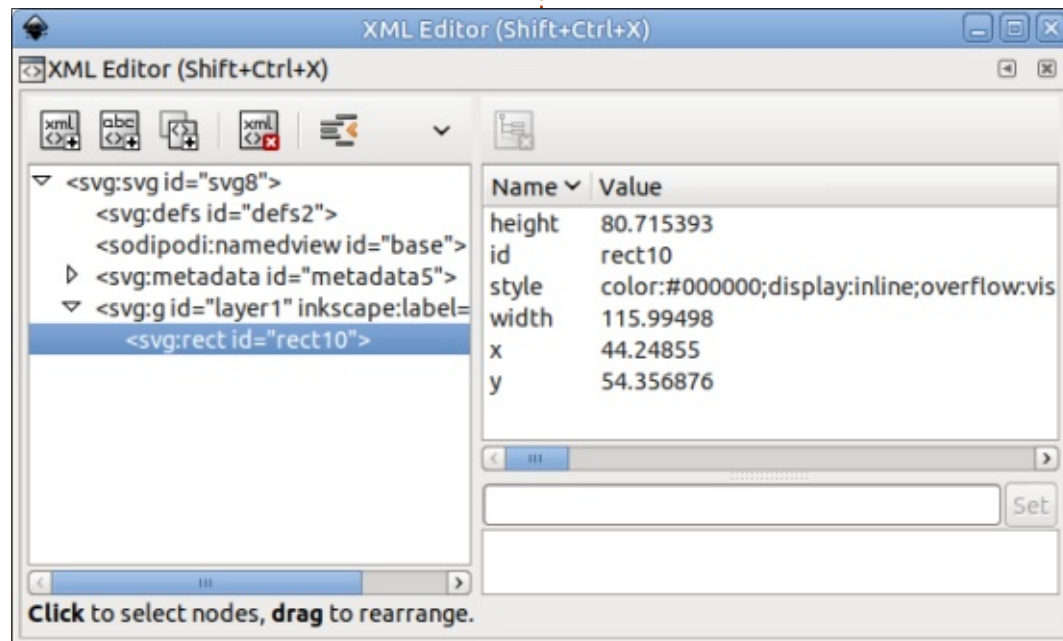 XML Editor (Shift+Ctrl+X)
XML Editor (Shift+Ctrl+X)
xml
abc
xml
<svg:svg id="svg8">
<svg:defs id="defs2">
<sodipodi:namedview id="base">
<svg:metadata id="metadata5">
<svg:g id="layer1" inkscape:label=
<svg:rect id="rect10">
Name Value
height 80.715393
id rect10
style color:#000000;display:inline;overflow:vis
width 115.99498
x 44.24855
y 54.356876
Set
Click to select nodes, drag to rearrange.